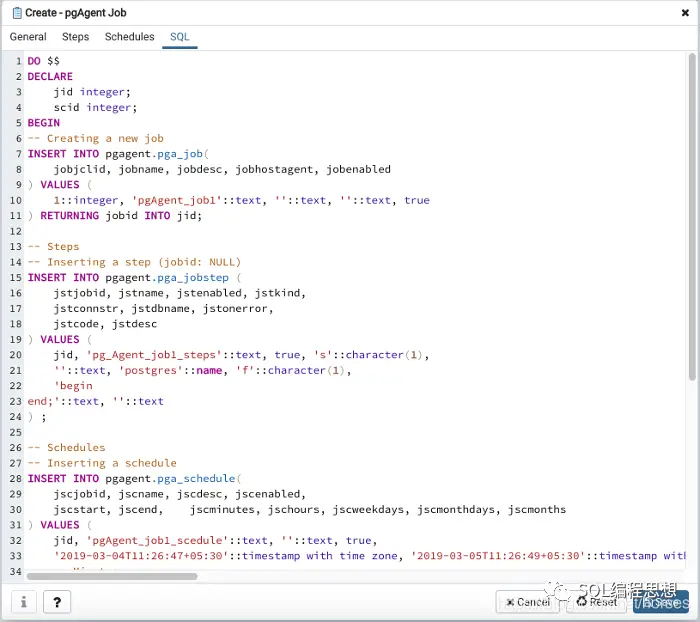 Create - pgAgent Job
General Steps Schedules SQL
1 DO $$
2 DECLARE
3 jid integer;
4 scid integer;
5 BEGIN
6 -- Creating a new job
7 INSERT INTO pgagent.pga_job(
8 jobjclid, jobname, jobdesc, jobhostagent, jobenabled
9 ) VALUES (
10 1::integer, 'pgAgent_job1'::text, ''::text, ''::text, true
11 ) RETURNING jobid INTO jid;
12
13 -- Steps
14 -- Inserting a step (jobid: NULL)
15 INSERT INTO pgagent.pga_jobstep (
16 jstjobid, jstname, jstenabled, jstkind,
17 jstconnstr, jstdbname, jstonerror,
18 jstcode, jstdesc
19 ) VALUES (
20 jid, 'pg_Agent_job1_steps'::text, true, 's'::character(1),
21 ''::text, 'postgres'::name, 'f'::character(1),
22 'begin
23 end;'::text, ''::text
24 ) ;
25
26 -- Schedules
27 -- Inserting a schedule
28 INSERT INTO pgagent.pga_schedule(
29 jscjobid, jscname, jscdesc, jscenabled,
30 jscstart, jscend, jscminutes, jschours, jscweekdays, jscmonthdays, jscmonths
31 ) VALUES (
32 jid, 'pgAgent_job1_scedule'::text, ''::text, true,
33 '2019-03-04T11:26:47+05:30'::timestamp with time zone, '2019-03-05T11:26:49+05:30'::timestamp with
34
i ? Cancel Reset
SQL编程思想